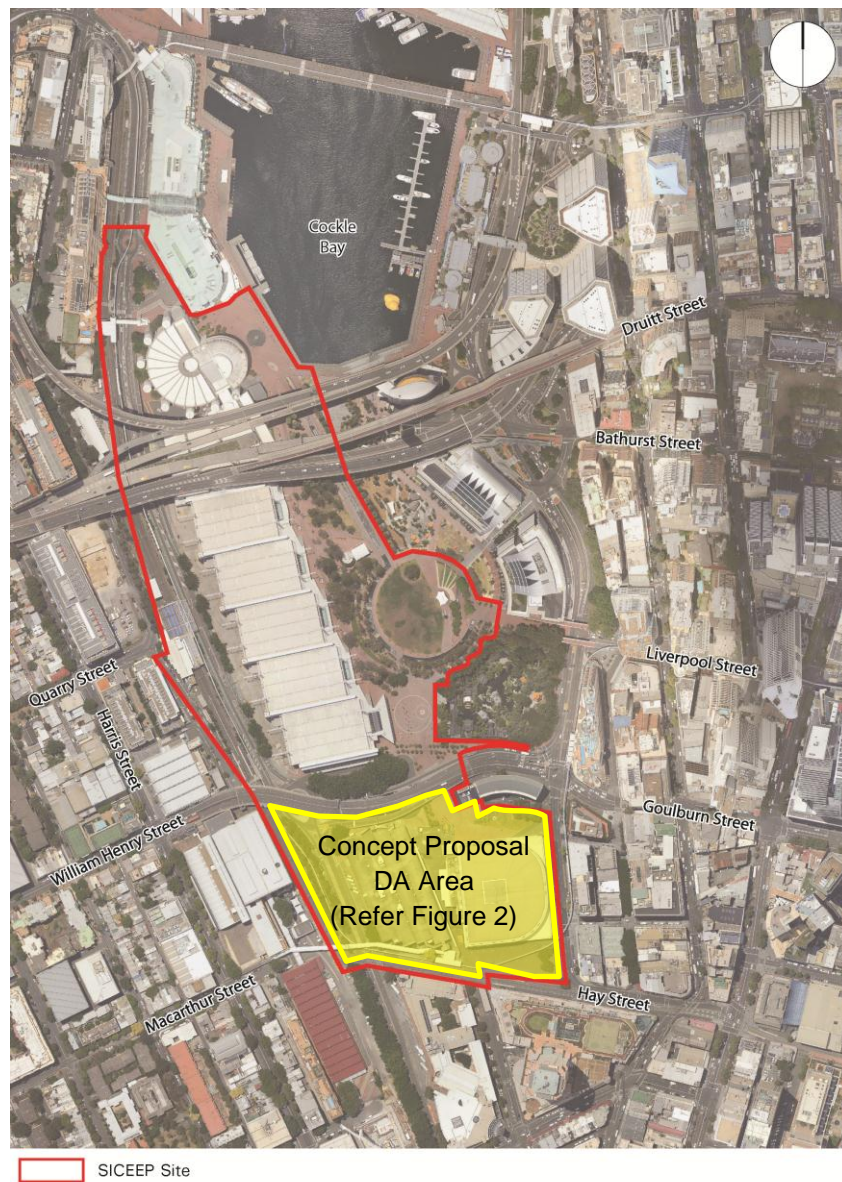 Cockle
Bay
Druitt Street
Bathurst Street
Liverpool Street
Quarry Street
Harris Street
Goulburn Street
William Henry Street
Concept Proposal
DA Area
(Refer Figure 2)
Macarthur Street
Hay Street
SICEEP Site